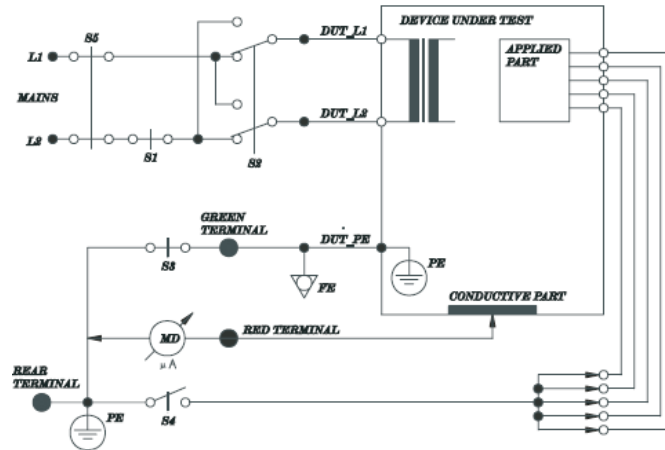 S5
DUT_L1
DEVICE UNDER TEST
L1
APPLIED
PART
MAINS
DUT_L2
L2
S1
S2
GREEN
TERMINAL
DUT_PE
S3
FE
PE
CONDUCTIVE PART
MD
RED TERMINAL
μA
REAR
TERMINAL
PE
S4